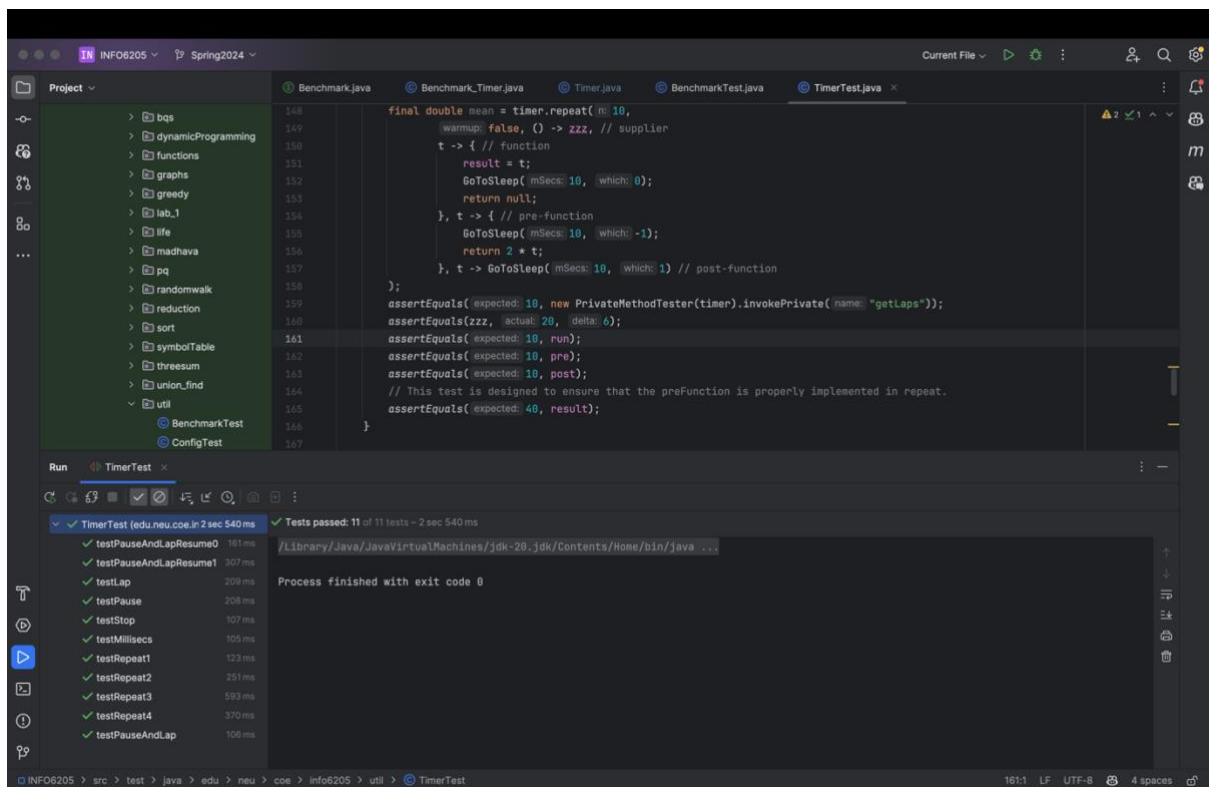 IN INFO6205 Spring2024 Current File
Project
Benchmark.java Benchmark_Timer.java Timer.java BenchmarkTest.java TimerTest.java
bqs
dynamicProgramming
functions
graphs
greedy
lab_1
life
madhava
pq
randomwalk
reduction
sort
symbolTable
threesum
union_find
util
BenchmarkTest
ConfigTest
2 1
148 final double mean = timer.repeat( n: 10,
149 warmup: false, () -> zzz, // supplier
150 t -> { // function
151 result = t;
152 GoToSleep( mSecs: 10, which: 0);
153 return null;
154 }, t -> { // pre-function
155 GoToSleep( mSecs: 10, which: -1);
156 return 2 * t;
157 }, t -> GoToSleep( mSecs: 10, which: 1) // post-function
158 );
159 assertEquals( expected: 10, new PrivateMethodTester(timer).invokePrivate( name: "getLaps"));
160 assertEquals(zzz, actual: 20, delta: 6);
161 assertEquals( expected: 10, run);
162 assertEquals( expected: 10, pre);
163 assertEquals( expected: 10, post);
164 // This test is designed to ensure that the preFunction is properly implemented in repeat.
165 assertEquals( expected: 40, result);
166 }
167
m
Run TimerTest
TimerTest (edu.neu.coe.in 2 sec 540 ms
testPauseAndLapResume0 161 ms
testPauseAndLapResume1 307 ms
testLap 209 ms
testPause 208 ms
testStop 107 ms
testMillisecs 105 ms
testRepeat1 123 ms
testRepeat2 251 ms
testRepeat3 593 ms
testRepeat4 370 ms
testPauseAndLap 106 ms
Tests passed: 11 of 11 tests – 2 sec 540 ms
/Library/Java/JavaVirtualMachines/jdk-20.jdk/Contents/Home/bin/java ...
Process finished with exit code 0
INFO6205 > src > test > java > edu > neu > coe > info6205 > util > TimerTest 161:1 LF UTF-8 4 spaces